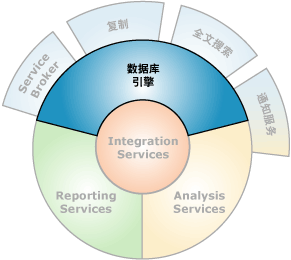 复制
全文搜索
Service
Broker
通知服务
数据库
引擎
Integration
Services
Reporting
Services
Analysis
Services